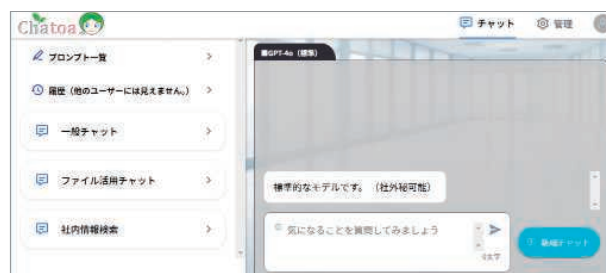 Chatoa
チャット
管理
プロンプト一覧
■GPT-4o（標準）
履歴（他のユーザーには見えません。）
一般チャット
ファイル活用チャット
標準的なモデルです。（社外秘可能）
社内情報検索
気になることを質問してみましょう
0文字
新規チャット